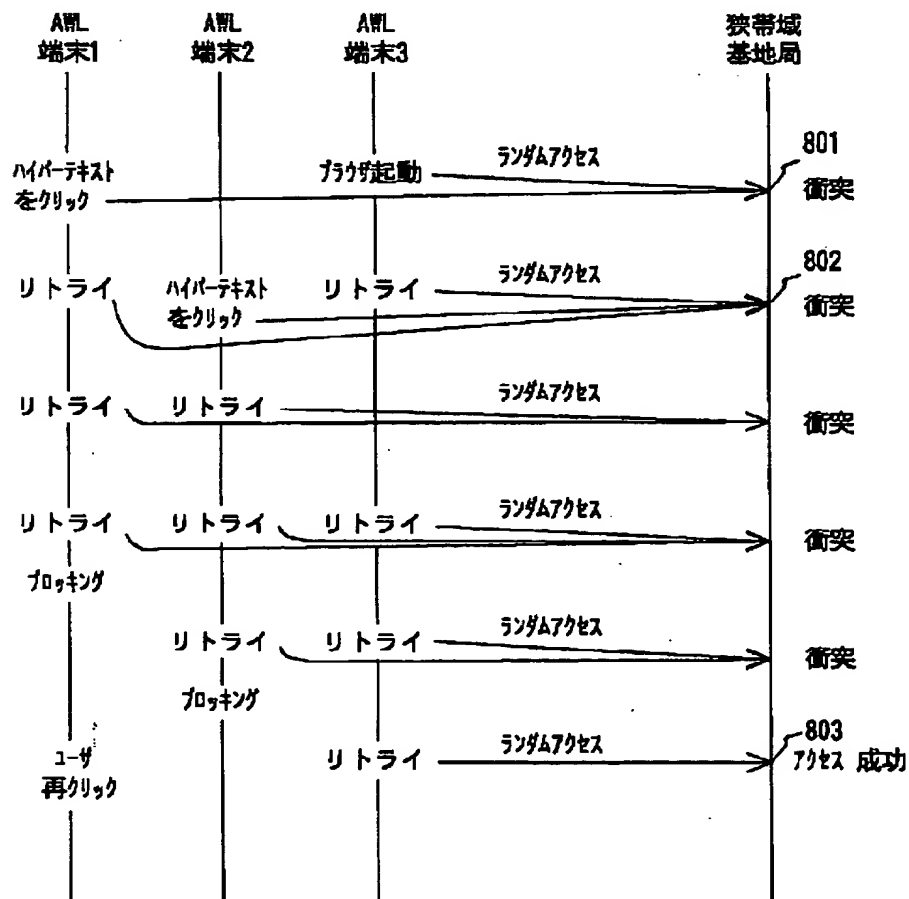 AWL
端末1
AWL
端末2
AWL
端末3
狭帯域
基地局
ハイパーテキスト
をクリック
ブラウザ起動
ランダムアクセス
801
衝突
リトライ
ハイパーテキスト
をクリック
リトライ
ランダムアクセス
802
衝突
リトライ
リトライ
ランダムアクセス
衝突
リトライ
リトライ
リトライ
ランダムアクセス
衝突
ブロッキング
リトライ
リトライ
ランダムアクセス
衝突
ブロッキング
ユーザ
再クリック
リトライ
ランダムアクセス
803
アクセス 成功